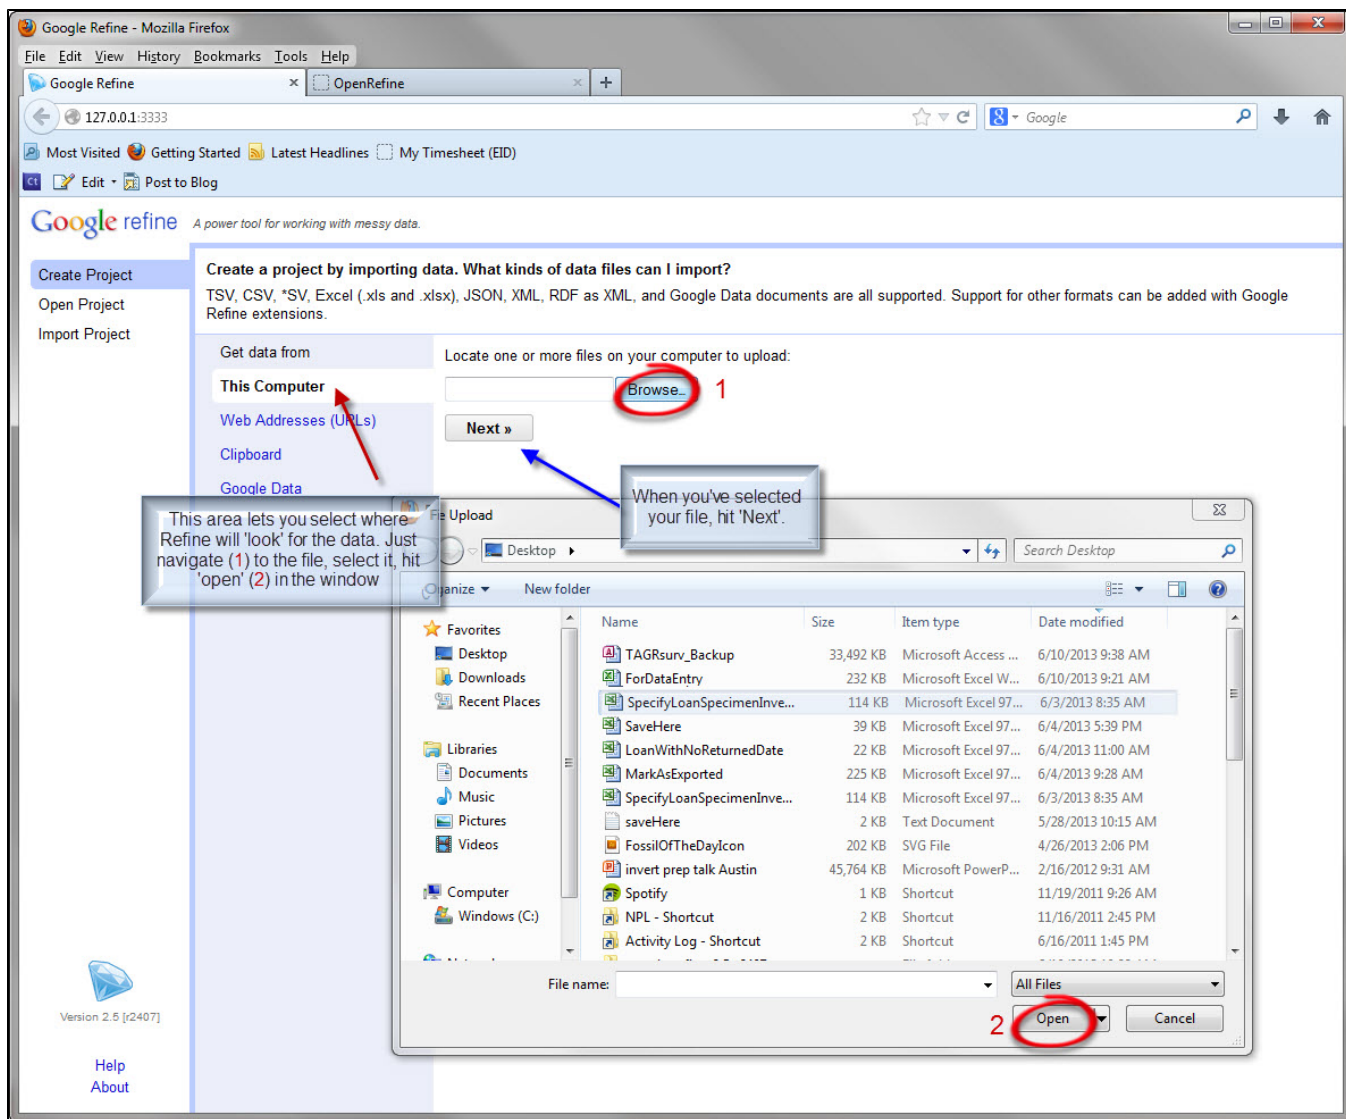 Google Refine - Mozilla Firefox
File Edit View History Bookmarks Tools Help
Google Refine × OpenRefine × +
127.0.0.1:3333
8 Google
Most Visited Getting Started Latest Headlines My Timesheet (EID)
Ct Edit Post to Blog
Google refine A power tool for working with messy data.
Create Project
Open Project
Import Project
Create a project by importing data. What kinds of data files can I import?
TSV, CSV, *SV, Excel (.xls and .xlsx), JSON, XML, RDF as XML, and Google Data documents are all supported. Support for other formats can be added with Google
Refine extensions.
Get data from
This Computer
Web Addresses (URLs)
Clipboard
Google Data
Locate one or more files on your computer to upload:
Browse… 1
Next »
When you've selected
your file, hit 'Next'.
This area lets you select where
Refine will 'look' for the data. Just
navigate (1) to the file, select it, hit
'open' (2) in the window
File Upload
Desktop
Search Desktop
Organize New folder
Favorites
Desktop
Downloads
Recent Places
Libraries
Documents
Music
Pictures
Videos
Computer
Windows (C:)
Name Size Item type Date modified
TAGRsurv_Backup 33,492 KB Microsoft Access ... 6/10/2013 9:38 AM
ForDataEntry 232 KB Microsoft Excel W... 6/10/2013 9:21 AM
SpecifyLoanSpecimenInve... 114 KB Microsoft Excel 97... 6/3/2013 8:35 AM
SaveHere 39 KB Microsoft Excel 97... 6/4/2013 5:39 PM
LoanWithNoReturnedDate 22 KB Microsoft Excel 97... 6/4/2013 11:00 AM
MarkAsExported 225 KB Microsoft Excel 97... 6/4/2013 9:28 AM
SpecifyLoanSpecimenInve... 114 KB Microsoft Excel 97... 6/3/2013 8:35 AM
saveHere 2 KB Text Document 5/28/2013 10:15 AM
FossilOfTheDayIcon 202 KB SVG File 4/26/2013 2:06 PM
invert prep talk Austin 45,764 KB Microsoft PowerP... 2/16/2012 9:31 AM
Spotify 1 KB Shortcut 11/19/2011 9:26 AM
NPL - Shortcut 2 KB Shortcut 11/16/2011 2:45 PM
Activity Log - Shortcut 2 KB Shortcut 6/16/2011 1:45 PM
File name:
All Files
2 Open Cancel
Version 2.5 [r2407]
Help
About